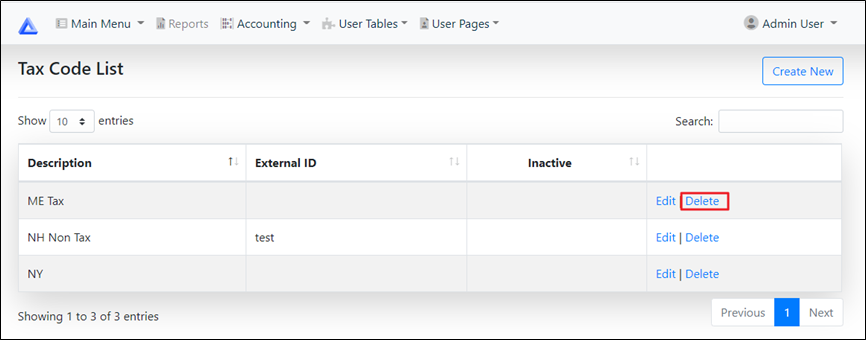 Main Menu Reports Accounting User Tables User Pages Admin User
Tax Code List Create New
Show 10 entries Search:
Description External ID Inactive
ME Tax Edit Delete
NH Non Tax test Edit | Delete
NY Edit | Delete
Showing 1 to 3 of 3 entries Previous 1 Next